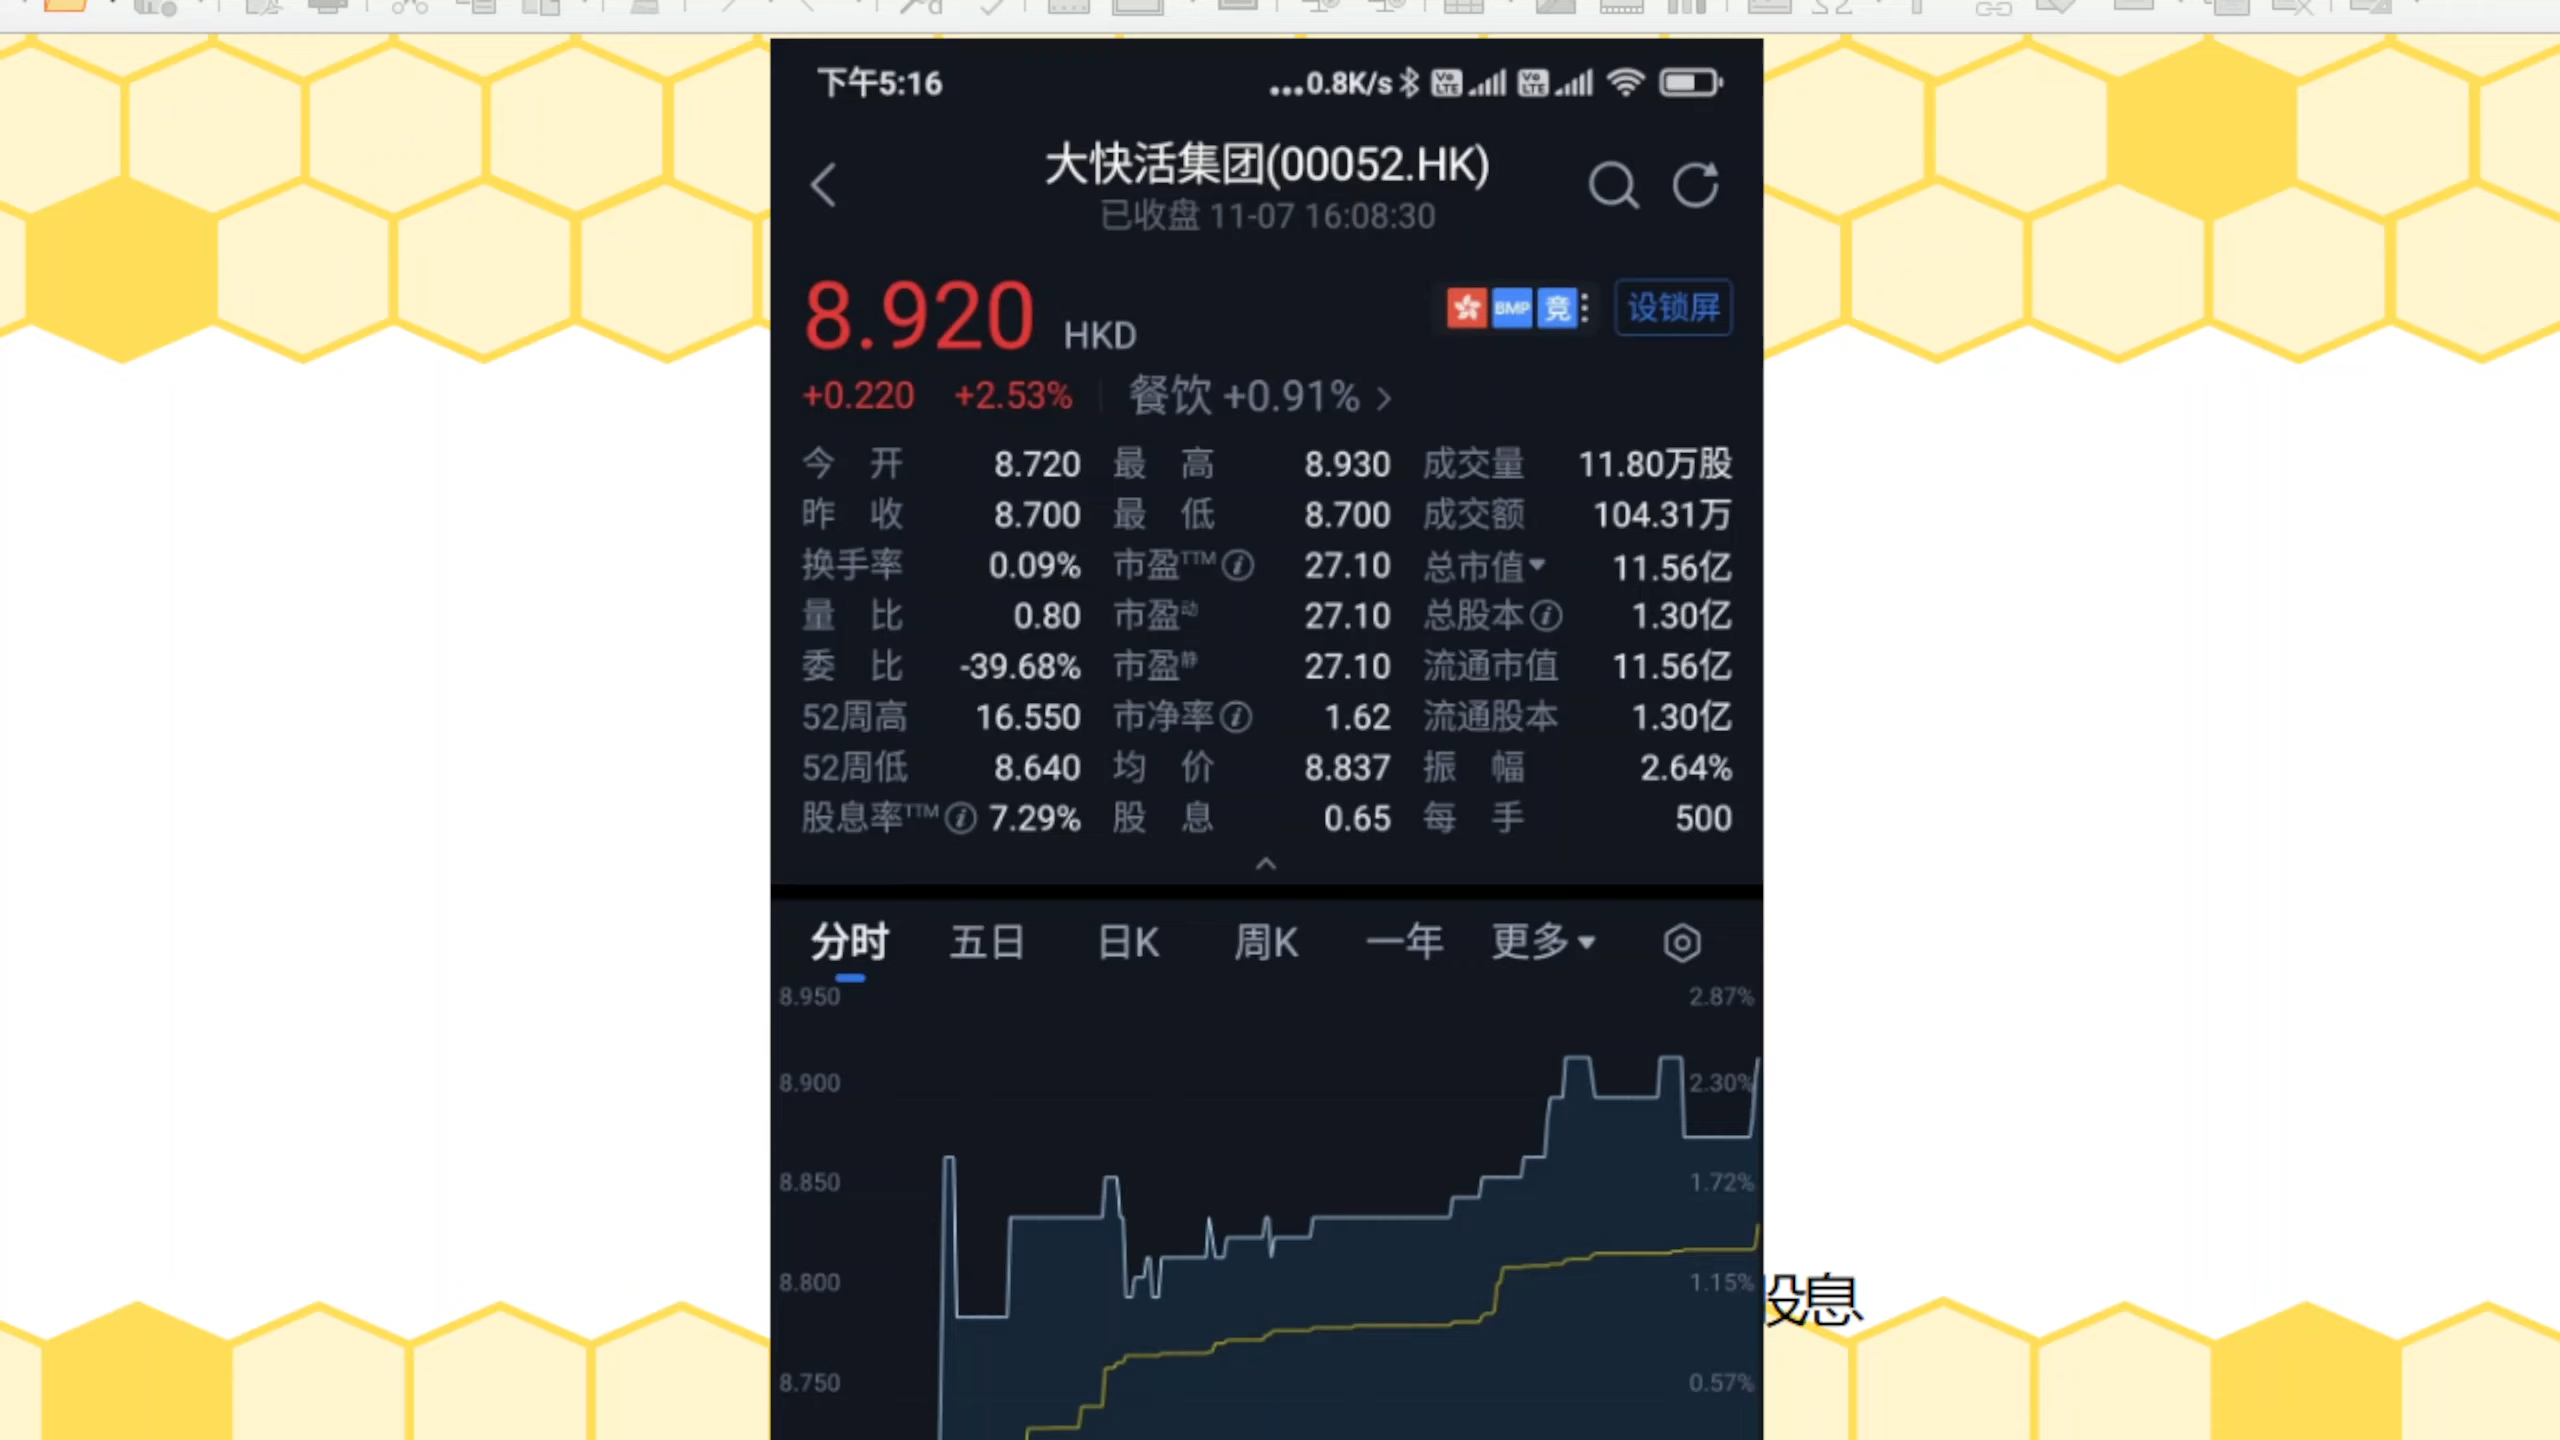 下午5:16 ...0.8K/s
大快活集团(00052.HK)
已收盘 11-07 16:08:30
8.920 HKD BMP 竞 设锁屏
+0.220 +2.53% 餐饮 +0.91%
今开 8.720 最高 8.930 成交量 11.80万股
昨收 8.700 最低 8.700 成交额 104.31万
换手率 0.09% 市盈TTM 27.10 总市值 11.56亿
量比 0.80 市盈动 27.10 总股本 1.30亿
委比 -39.68% 市盈静 27.10 流通市值 11.56亿
52周高 16.550 市净率 1.62 流通股本 1.30亿
52周低 8.640 均价 8.837 振幅 2.64%
股息率TTM 7.29% 股息 0.65 每手 500
分时 五日 日K 周K 一年 更多
8.950 2.87%
8.900 2.30%
8.850 1.72%
8.800 1.15%
股息
8.750 0.57%